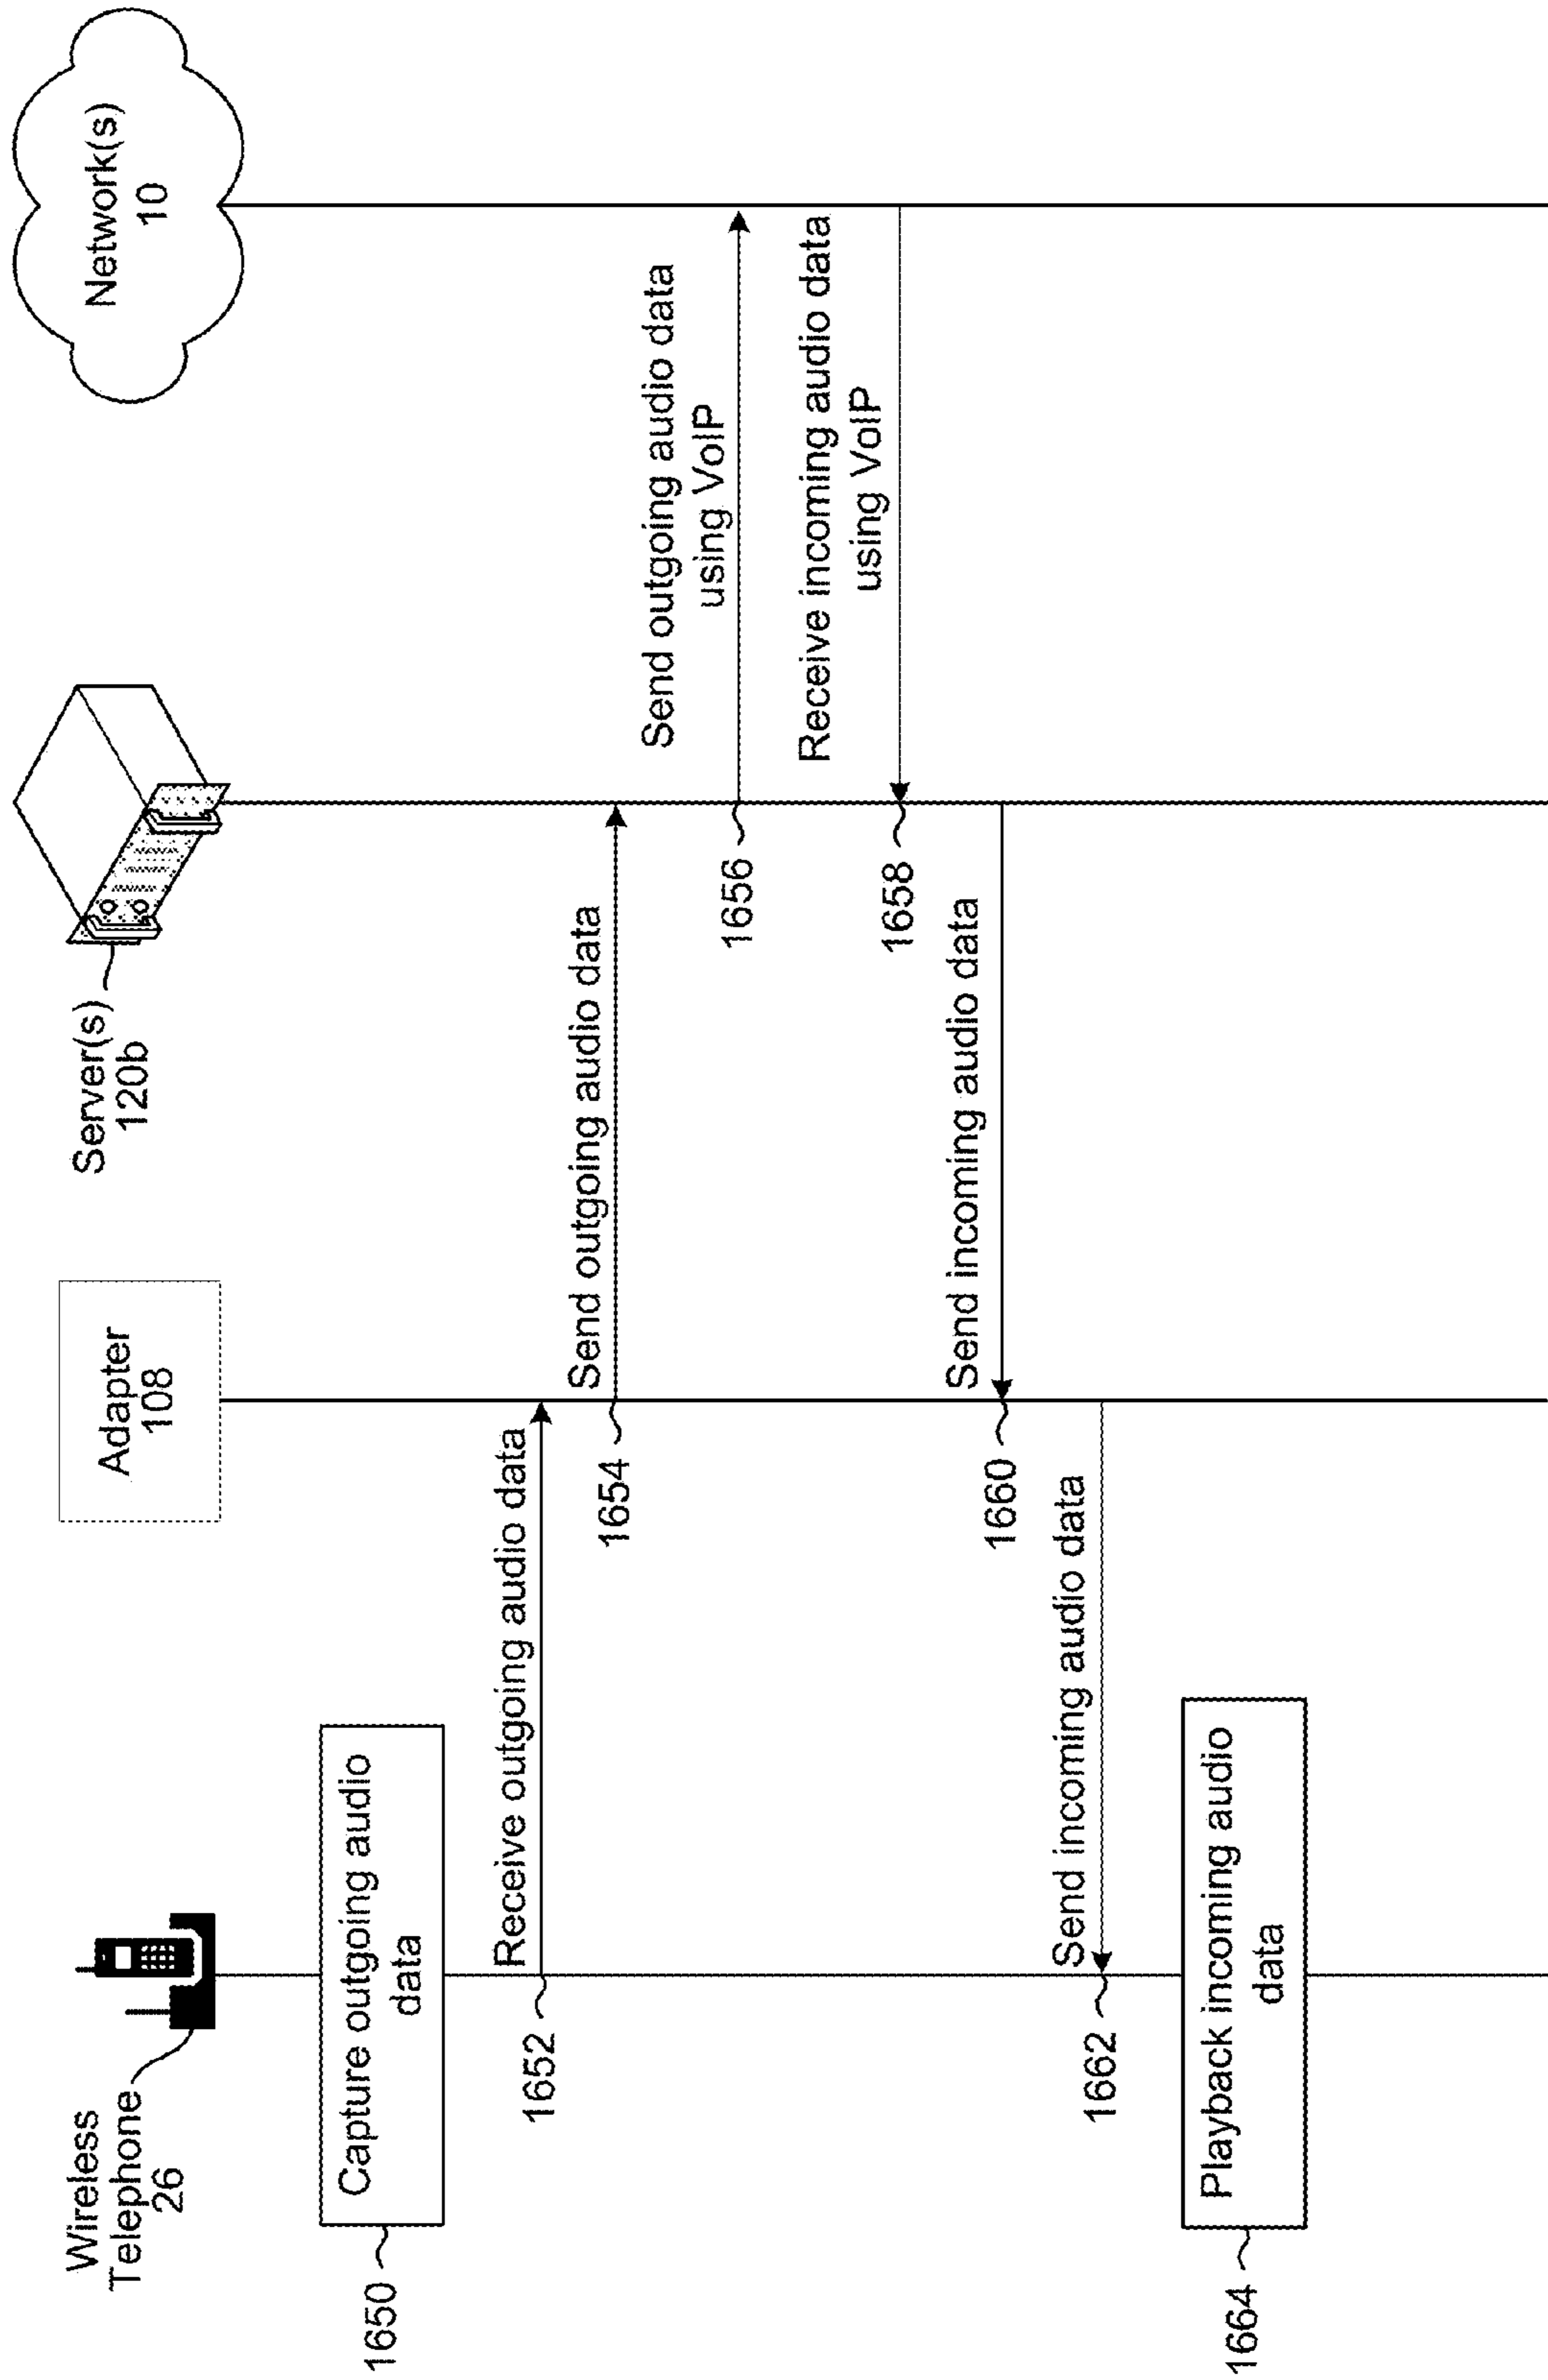 Wireless
Telephone
26
Adapter
108
Server(s)
120b
Network(s)
10
1650
Capture outgoing audio
data
Receive outgoing audio data
1652
Send outgoing audio data
1654
Send outgoing audio data
using VoIP
1656
Receive incoming audio data
using VoIP
1658
Send incoming audio data
1660
Send incoming audio data
1662
1664
Playback incoming audio
data